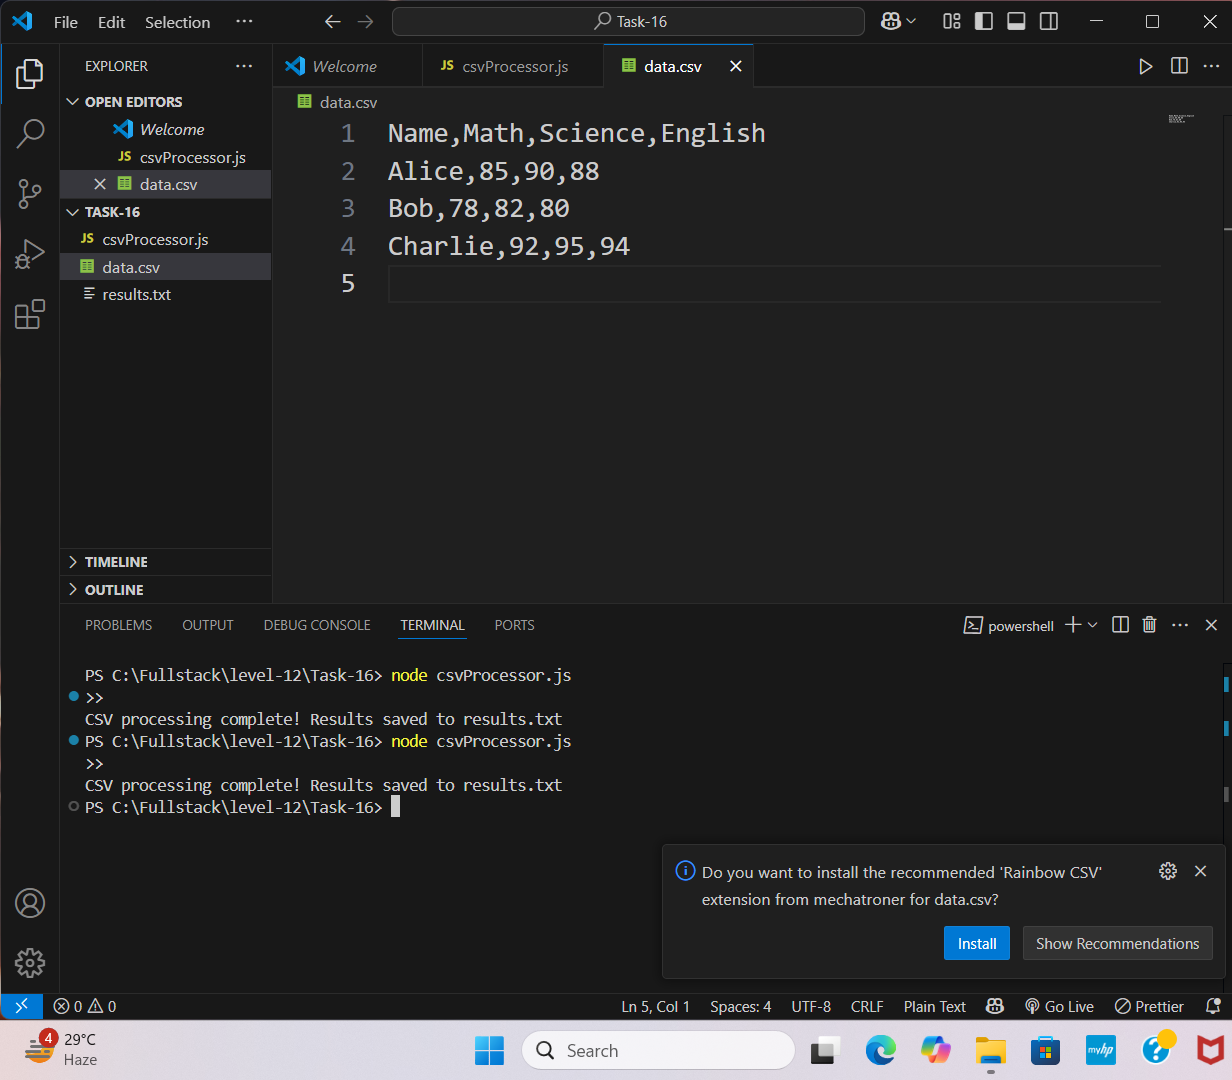 File Edit Selection ··· Task-16
EXPLORER ···
OPEN EDITORS
Welcome
JS csvProcessor.js
data.csv
TASK-16
JS csvProcessor.js
data.csv
results.txt
TIMELINE
OUTLINE
Welcome JS csvProcessor.js data.csv
data.csv
1 Name,Math,Science,English
2 Alice,85,90,88
3 Bob,78,82,80
4 Charlie,92,95,94
5
PROBLEMS OUTPUT DEBUG CONSOLE TERMINAL PORTS powershell
PS C:\Fullstack\level-12\Task-16> node csvProcessor.js
>>
CSV processing complete! Results saved to results.txt
PS C:\Fullstack\level-12\Task-16> node csvProcessor.js
>>
CSV processing complete! Results saved to results.txt
PS C:\Fullstack\level-12\Task-16>
Do you want to install the recommended 'Rainbow CSV'
extension from mechatroner for data.csv?
Install Show Recommendations
0 0 Ln 5, Col 1 Spaces: 4 UTF-8 CRLF Plain Text Go Live Prettier
4 29°C
Haze
Search
myhp